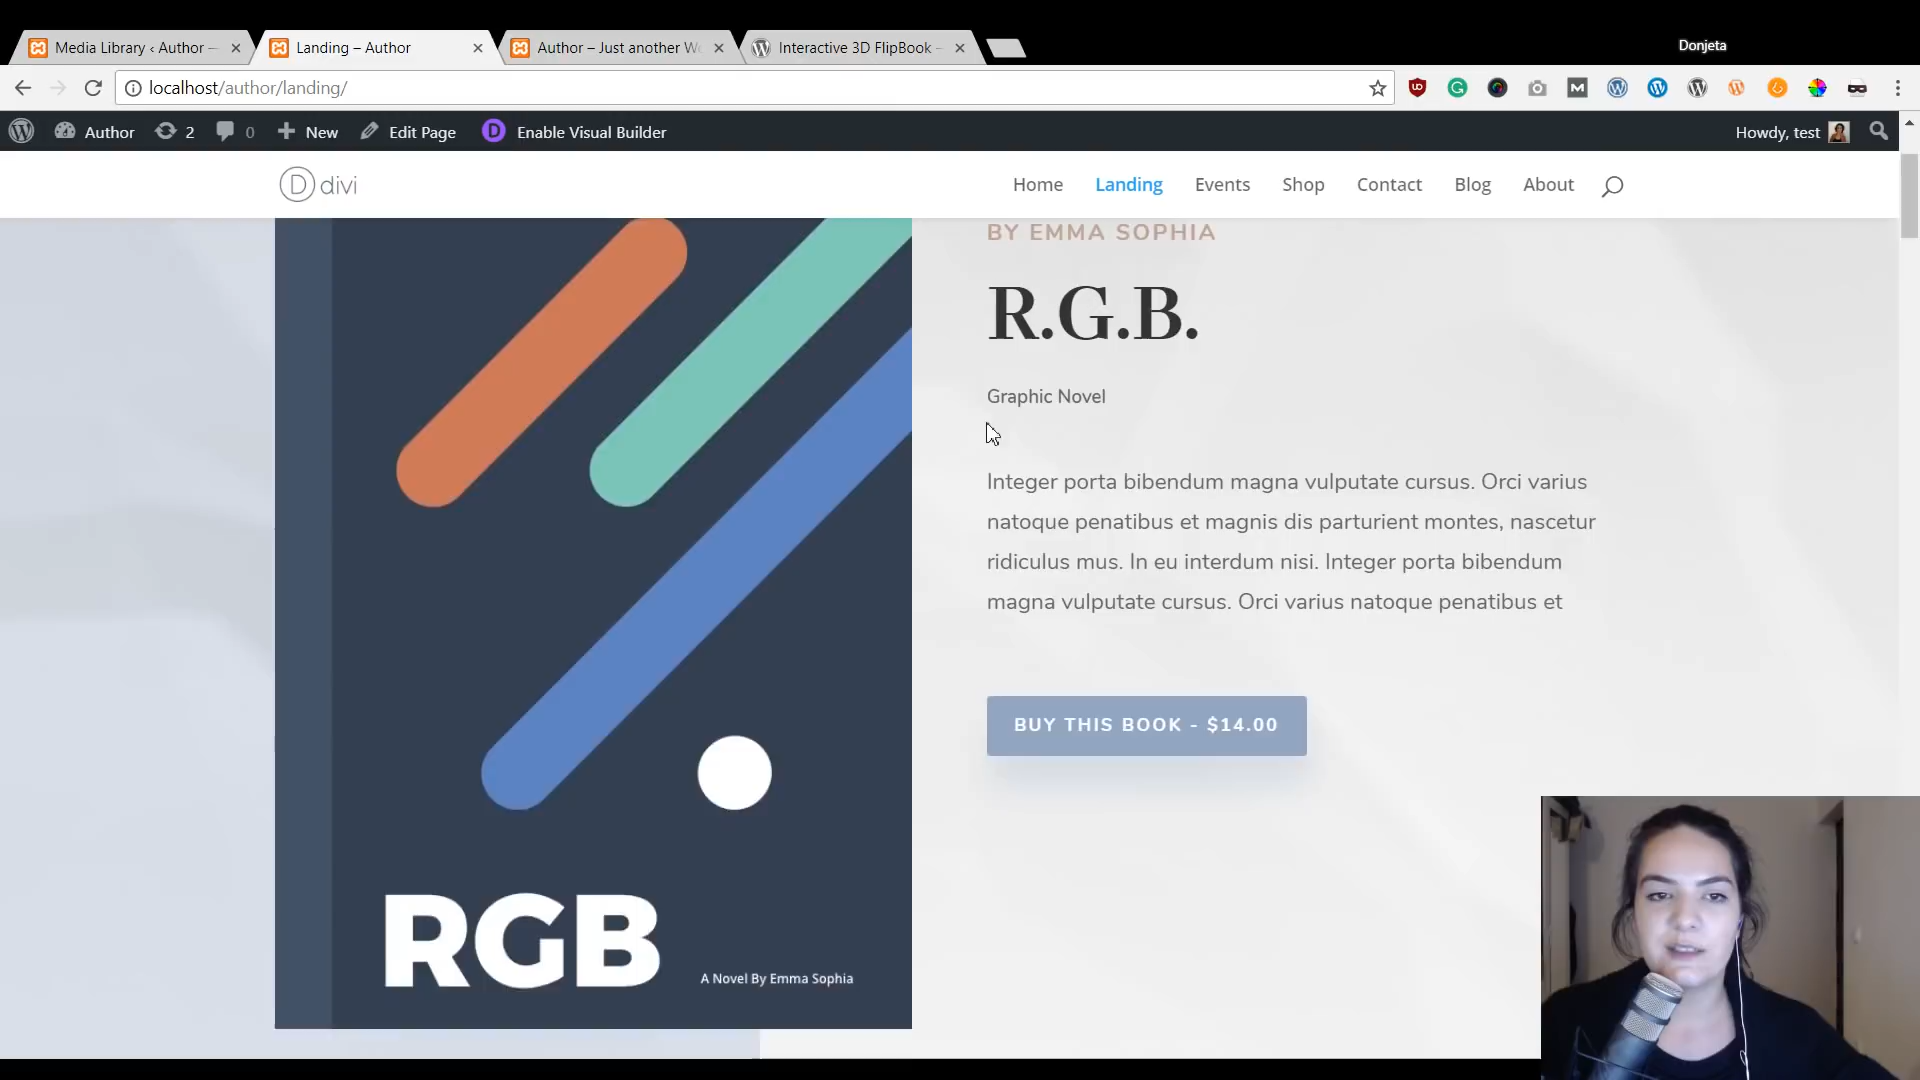 Donjeta
Media Library ‹ Author —
Landing – Author
Author – Just another W
Interactive 3D FlipBook –
localhost/author/landing/
Author
2
0
New
Edit Page
Enable Visual Builder
Howdy, test
D divi
Home
Landing
Events
Shop
Contact
Blog
About
BY EMMA SOPHIA
R.G.B.
Graphic Novel
Integer porta bibendum magna vulputate cursus. Orci varius
natoque penatibus et magnis dis parturient montes, nascetur
ridiculus mus. In eu interdum nisi. Integer porta bibendum
magna vulputate cursus. Orci varius natoque penatibus et
BUY THIS BOOK - $14.00
RGB
A Novel By Emma Sophia